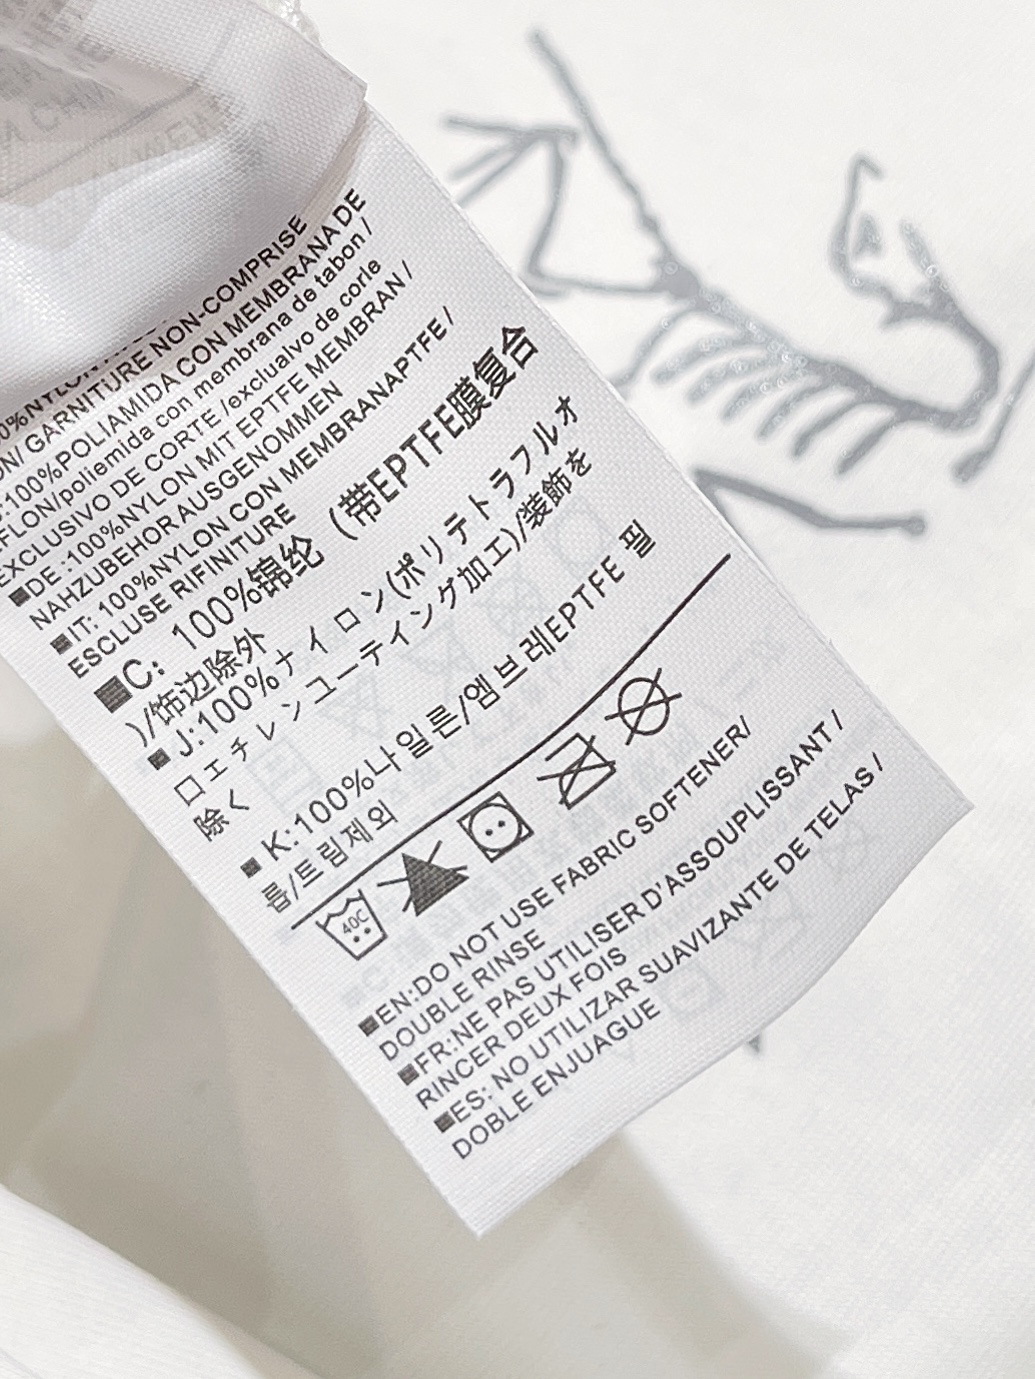 ON/ GARNITURE NON-COMPRISE
:100%POLIAMIDA CON MEMBRANA DE
FLON/poliemida con membrana de tabon /
EXCLUSIVO DE CORTE /exclualvo de corle
■DE :100%NYLON MIT EPTFE MEMBRAN /
NAHZUBEHOR AUSGENOMMEN
■IT: 100%NYLON CON MEMBRANAPTFE /
ESCLUSE RIFINITURE
■C: 100%锦纶（带EPTFE膜复合
)/饰边除外
■ J:100%ナイロン(ポリテトラフルオ
ロエチレンコーティング加工)/装飾を
除く
■ K:100%나일론/엠브레EPTFE 필
름/트림제외
40C
■EN:DO NOT USE FABRIC SOFTENER/
DOUBLE RINSE
■FR:NE PAS UTILISER D'ASSOUPLISSANT /
RINCER DEUX FOIS
■ES: NO UTILIZAR SUAVIZANTE DE TELAS /
DOBLE ENJUAGUE